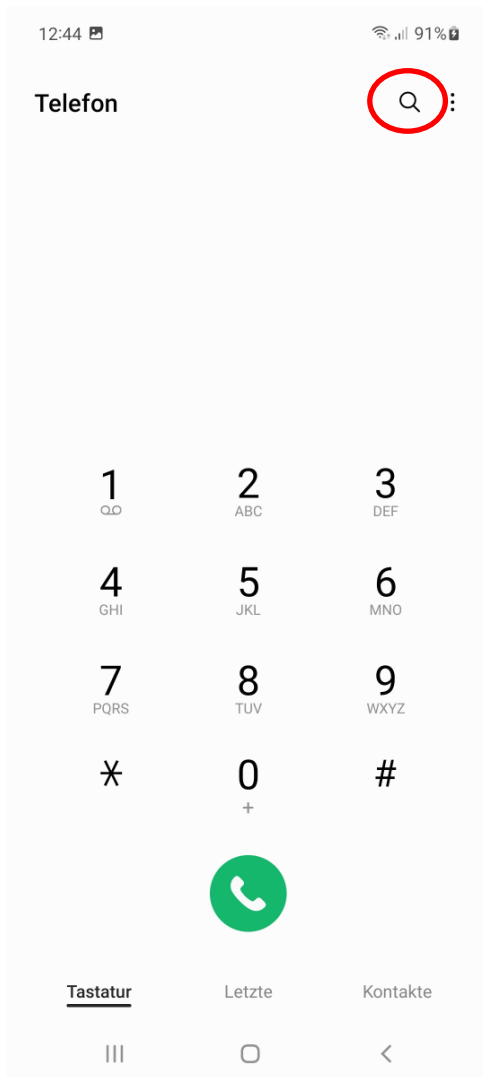 12:44 91%
Telefon
1 2 3
ABC DEF
4 5 6
GHI JKL MNO
7 8 9
PQRS TUV WXYZ
* 0 #
+
Tastatur Letzte Kontakte